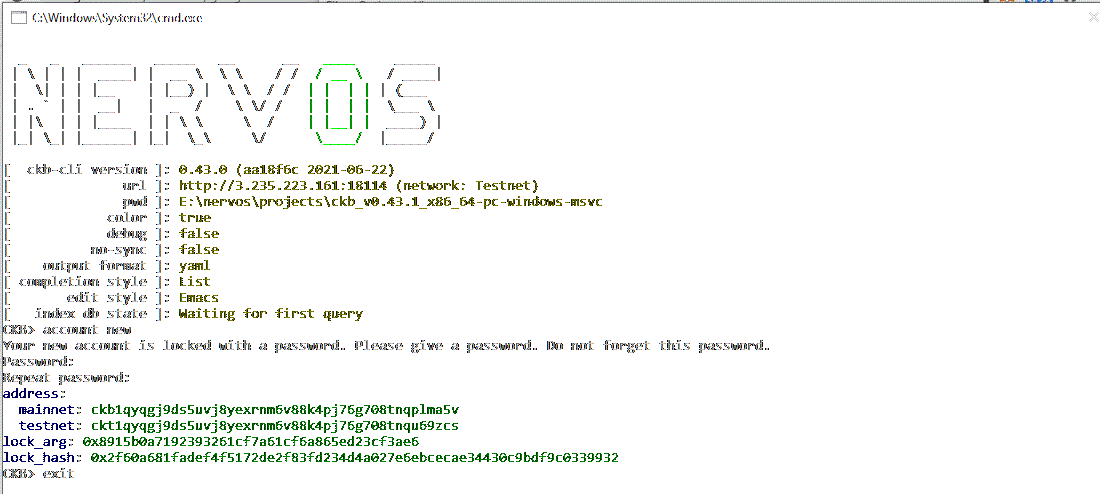 C:\Windows\System32\cmd.exe
NERVOS
[ ckb-cli version ]: 0.43.0 (aa18f6c 2021-06-22)
[ url ]: http://3.235.223.161:18114 (network: Testnet)
[ pwd ]: E:\nervos\projects\ckb_v0.43.1_x86_64-pc-windows-msvc
[ color ]: true
[ debug ]: false
[ no-sync ]: false
[ output format ]: yaml
[ completion style ]: List
[ edit style ]: Emacs
[ index db state ]: Waiting for first query
CKB> account new
Your new account is locked with a password. Please give a password. Do not forget this password.
Password:
Repeat password:
address:
mainnet: ckb1qyqgj9ds5uvj8yexrnm6v88k4pj76g708tnqplma5v
testnet: ckt1qyqgj9ds5uvj8yexrnm6v88k4pj76g708tnqu69zcs
lock_arg: 0x8915b0a7192393261cf7a61cf6a865ed23cf3ae6
lock_hash: 0x2f60a681fadef4f5172de2f83fd234d4a027e6ebcecae34430c9bdf9c0339932
CKB> exit